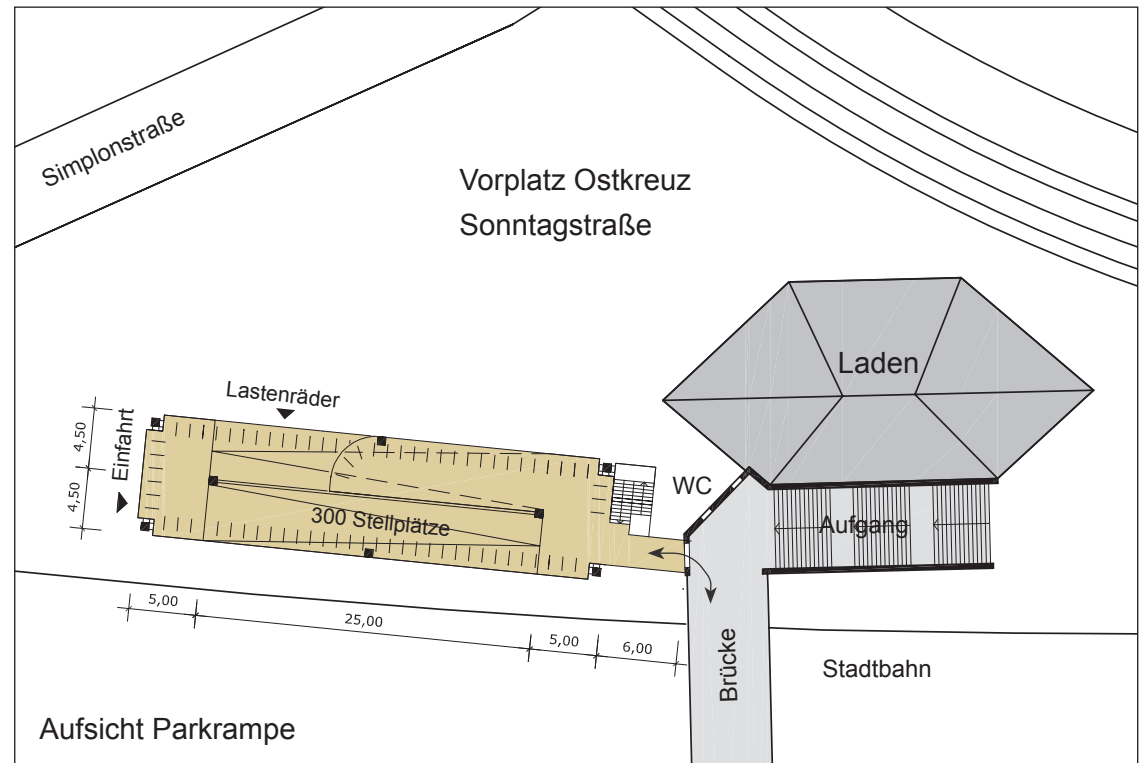 Simplonstraße
Vorplatz Ostkreuz
Sonntagstraße
Laden
Lastenräder
Einfahrt
4,50
4,50
WC
300 Stellplätze
Aufgang
5,00
25,00
5,00
6,00
Brücke
Stadtbahn
Aufsicht Parkrampe